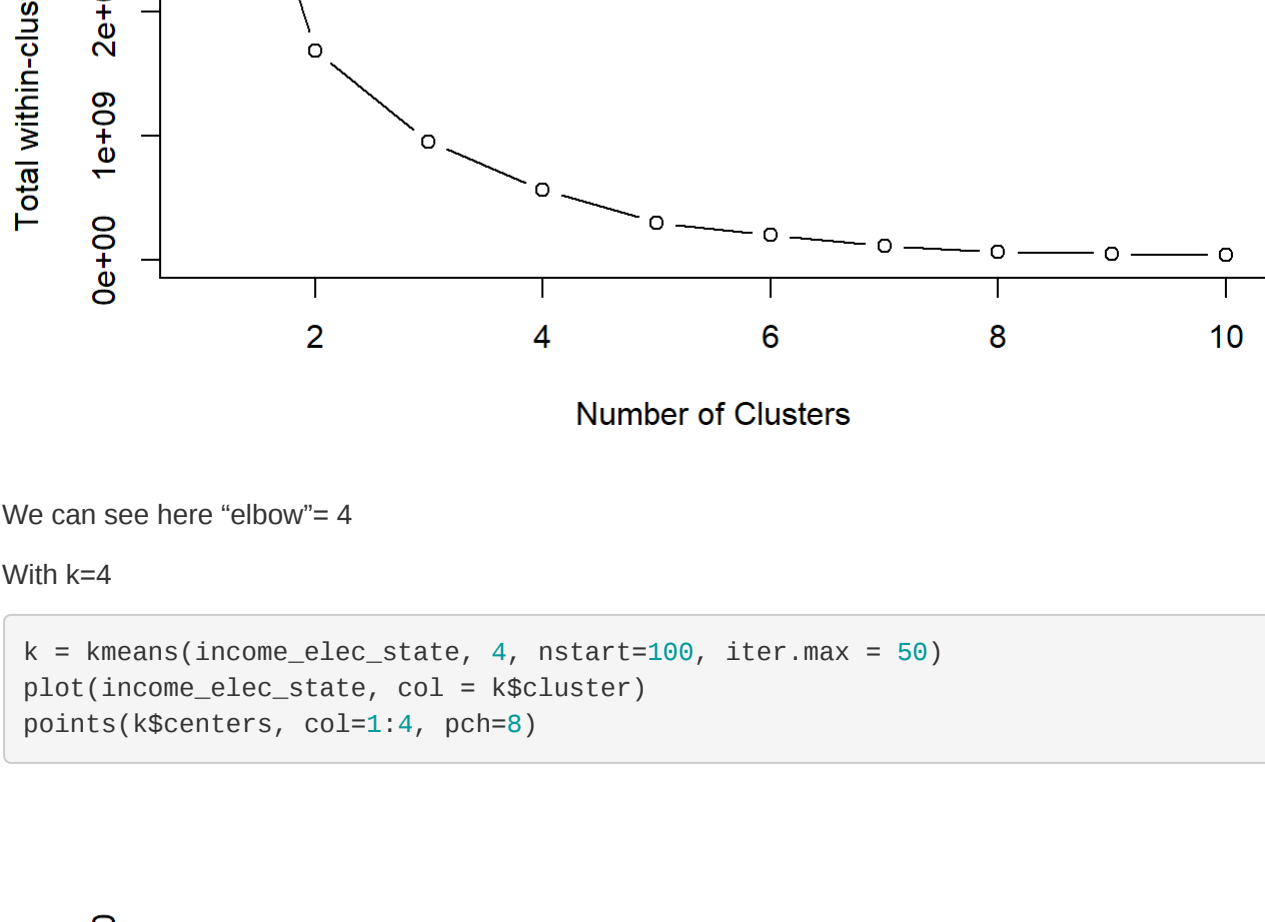 Total within-clus
2e+0
1e+09
0e+00
2 4 6 8 10
Number of Clusters
We can see here “elbow”= 4
With k=4
k = kmeans(income_elec_state, 4, nstart=100, iter.max = 50)
plot(income_elec_state, col = k$cluster)
points(k$centers, col=1:4, pch=8)